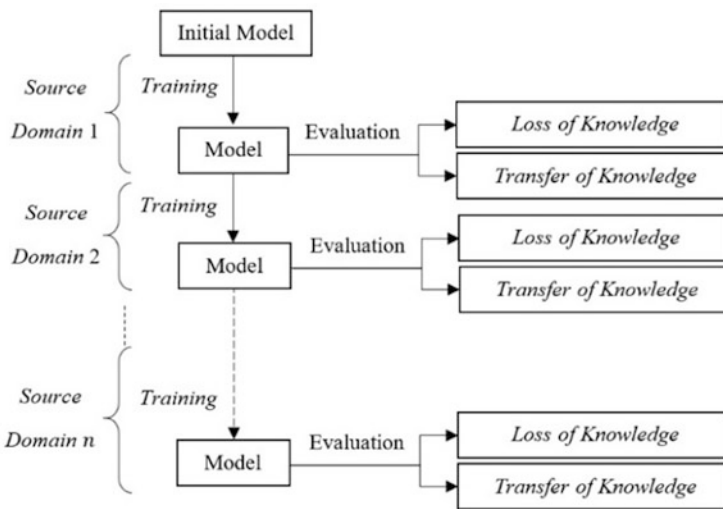 Initial Model
Source
Domain 1
Training
Model
Evaluation
Loss of Knowledge
Transfer of Knowledge
Source
Domain 2
Training
Model
Evaluation
Loss of Knowledge
Transfer of Knowledge
Source
Domain n
Training
Model
Evaluation
Loss of Knowledge
Transfer of Knowledge